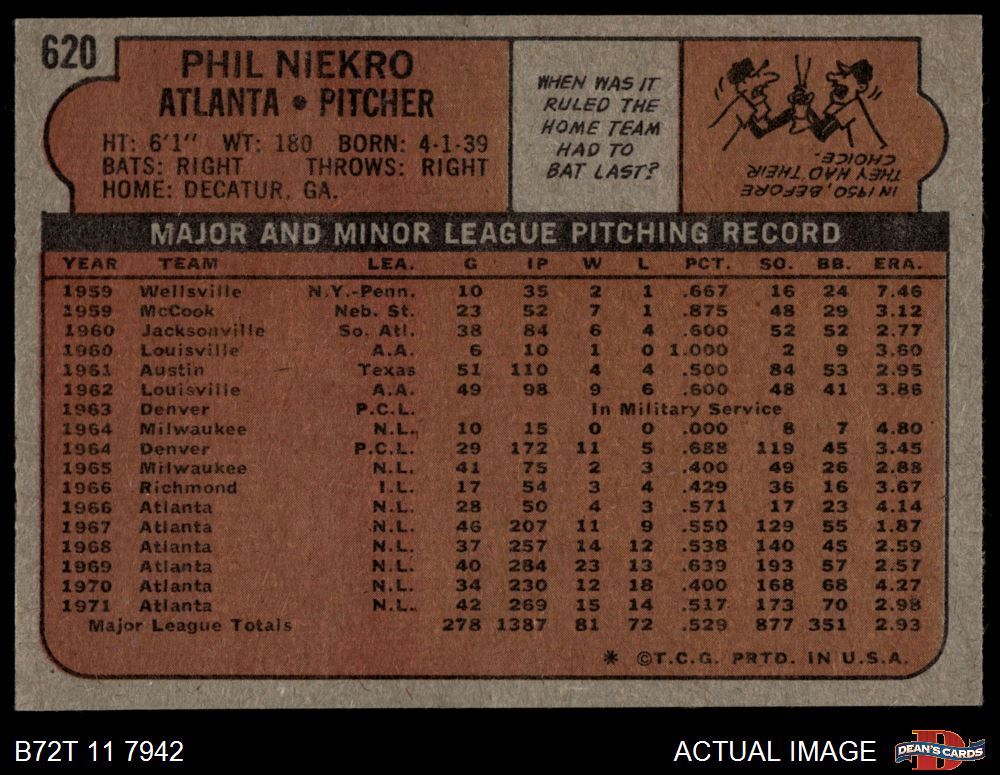 620
PHIL NIEKRO
ATLANTA • PITCHER
HT: 6'1" WT: 180 BORN: 4-1-39
BATS: RIGHT THROWS: RIGHT
HOME: DECATUR, GA.
WHEN WAS IT
RULED THE
HOME TEAM
HAD TO
BAT LAST?
IN 1950, BEFORE
THEY HAD THEIR
CHOICE.
MAJOR AND MINOR LEAGUE PITCHING RECORD
YEAR TEAM LEA. G IP W L PCT. SO. BB. ERA.
1959 Wellsville N.Y.-Penn. 10 35 2 1 .667 16 24 7.46
1959 McCook Neb. St. 23 52 7 1 .875 48 29 3.12
1960 Jacksonville So. Atl. 38 84 6 4 .600 52 52 2.77
1960 Louisville A.A. 6 10 1 0 1.000 2 9 3.60
1961 Austin Texas 51 110 4 4 .500 84 53 2.95
1962 Louisville A.A. 49 98 9 6 .600 48 41 3.86
1963 Denver P.C.L. In Military Service
1964 Milwaukee N.L. 10 15 0 0 .000 8 7 4.80
1964 Denver P.C.L. 29 172 11 5 .688 119 45 3.45
1965 Milwaukee N.L. 41 75 2 3 .400 49 26 2.88
1966 Richmond I.L. 17 54 3 4 .429 36 16 3.67
1966 Atlanta N.L. 28 50 4 3 .571 17 23 4.14
1967 Atlanta N.L. 46 207 11 9 .550 129 55 1.87
1968 Atlanta N.L. 37 257 14 12 .538 140 45 2.59
1969 Atlanta N.L. 40 284 23 13 .639 193 57 2.57
1970 Atlanta N.L. 34 230 12 18 .400 168 68 4.27
1971 Atlanta N.L. 42 269 15 14 .517 173 70 2.98
Major League Totals 278 1387 81 72 .529 877 351 2.93
* ©T.C.G. PRTD. IN U.S.A.
B72T 11 7942
ACTUAL IMAGE
DEAN'S CARDS